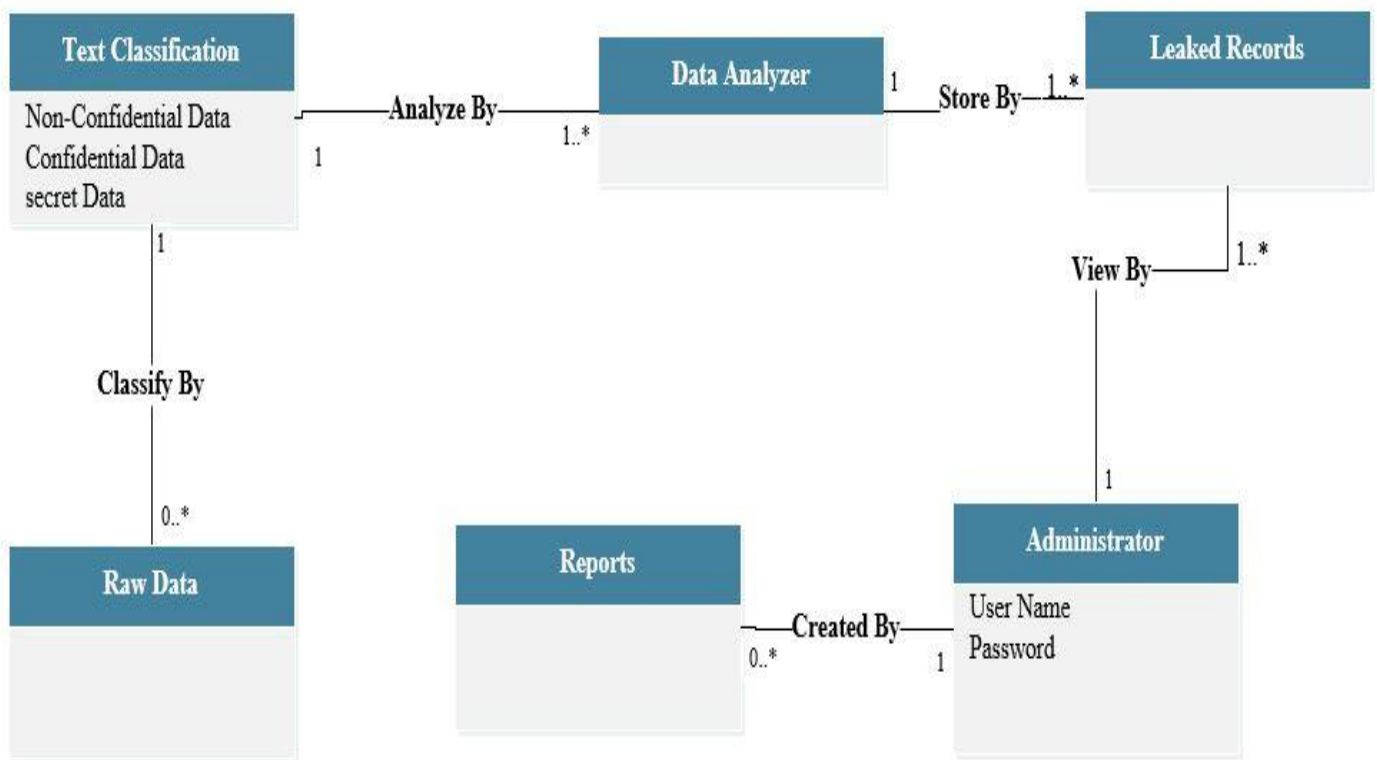 Text Classification
Non-Confidential Data
Confidential Data
secret Data
Analyze By
1
1..*
Data Analyzer
1
Store By
1..*
Leaked Records
1
Classify By
0..*
Raw Data
View By
1..*
1
Reports
Created By
0..*
1
Administrator
User Name
Password